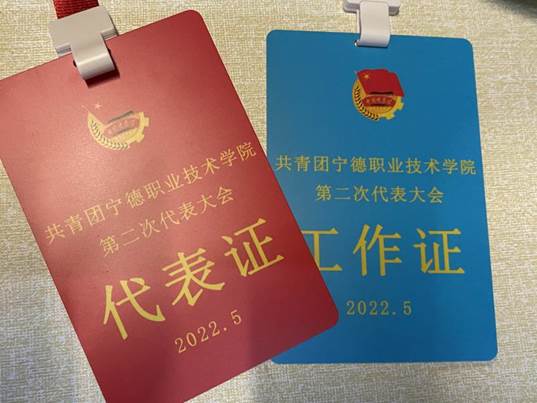 共青团宁德职业技术学院
第二次代表大会
代表证
2022.5
共青团宁德职业技术学院
第二次代表大会
工作证
2022.5